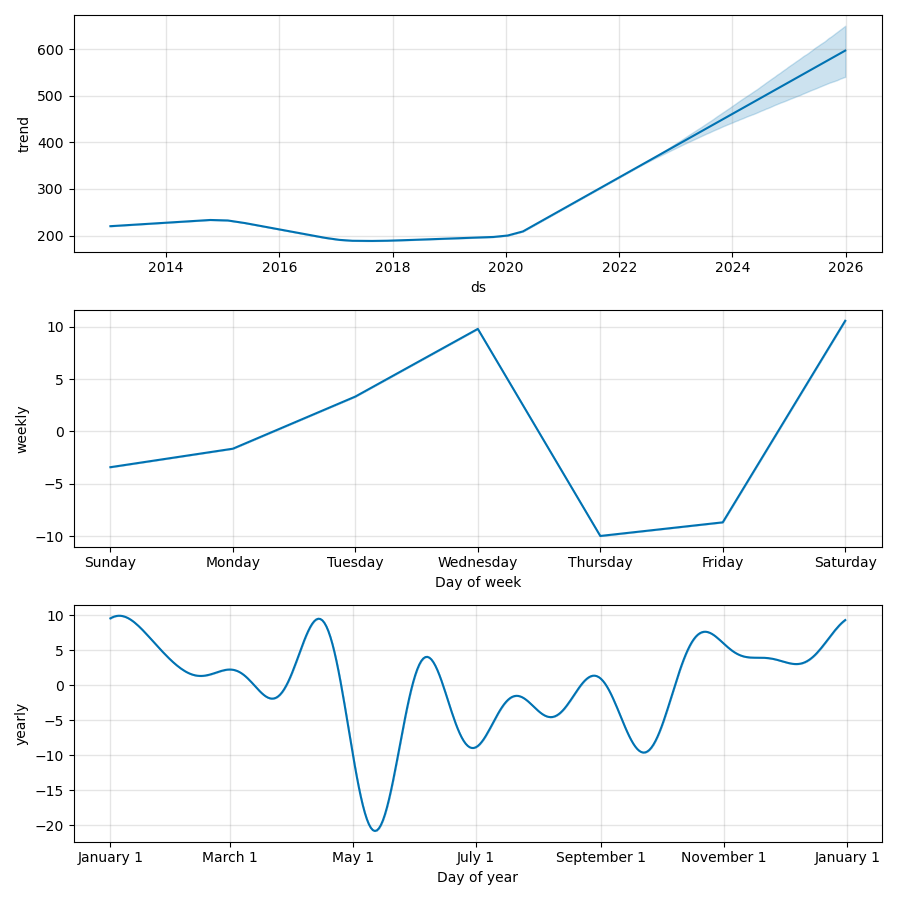 600
500
400
300
200
trend
2014 2016 2018 2020 2022 2024 2026
ds
10
5
0
−5
−10
weekly
Sunday Monday Tuesday Wednesday Thursday Friday Saturday
Day of week
10
5
0
−5
−10
−15
−20
yearly
January 1 March 1 May 1 July 1 September 1 November 1 January 1
Day of year